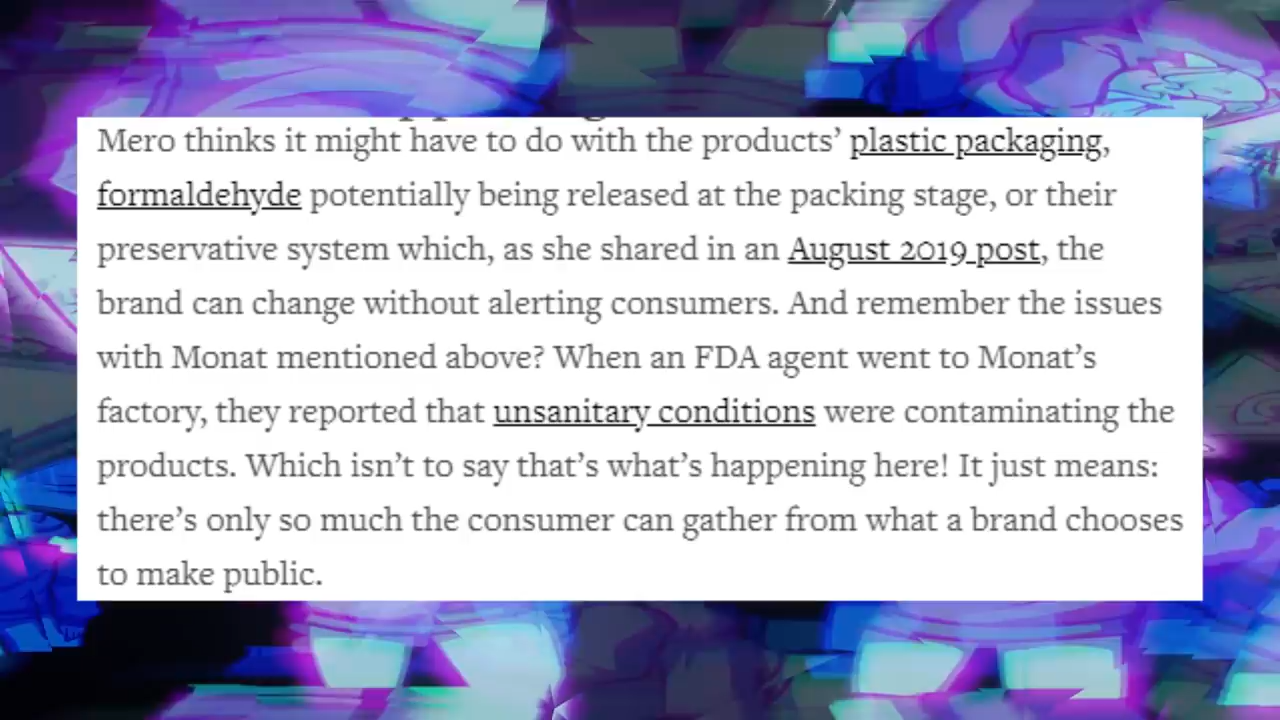 Mero thinks it might have to do with the products’ plastic packaging,
formaldehyde potentially being released at the packing stage, or their
preservative system which, as she shared in an August 2019 post, the
brand can change without alerting consumers. And remember the issues
with Monat mentioned above? When an FDA agent went to Monat’s
factory, they reported that unsanitary conditions were contaminating the
products. Which isn’t to say that’s what’s happening here! It just means:
there’s only so much the consumer can gather from what a brand chooses
to make public.